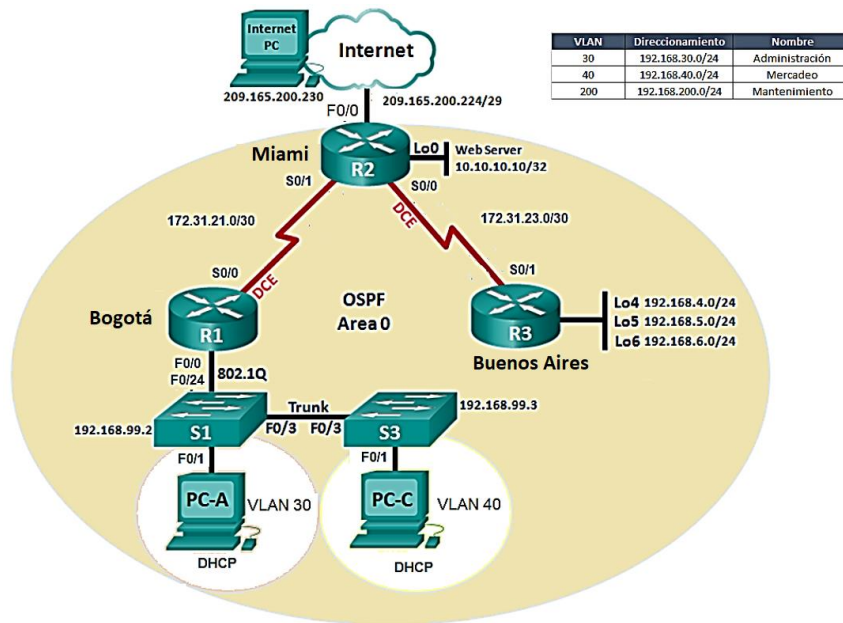 Internet
PC
Internet
209.165.200.230
209.165.200.224/29
F0/0
VLAN Direccionamiento Nombre
30 192.168.30.0/24 Administración
40 192.168.40.0/24 Mercadeo
200 192.168.200.0/24 Mantenimiento
Miami
R2
Lo0
Web Server
10.10.10.10/32
S0/1
S0/0
DCE
172.31.21.0/30
172.31.23.0/30
S0/0
DCE
S0/1
Bogotá
R1
OSPF
Area 0
R3
Buenos Aires
Lo4 192.168.4.0/24
Lo5 192.168.5.0/24
Lo6 192.168.6.0/24
F0/0
F0/24
802.1Q
Trunk
192.168.99.2
S1
F0/3
F0/3
S3
192.168.99.3
F0/1
F0/1
PC-A
VLAN 30
PC-C
VLAN 40
DHCP
DHCP